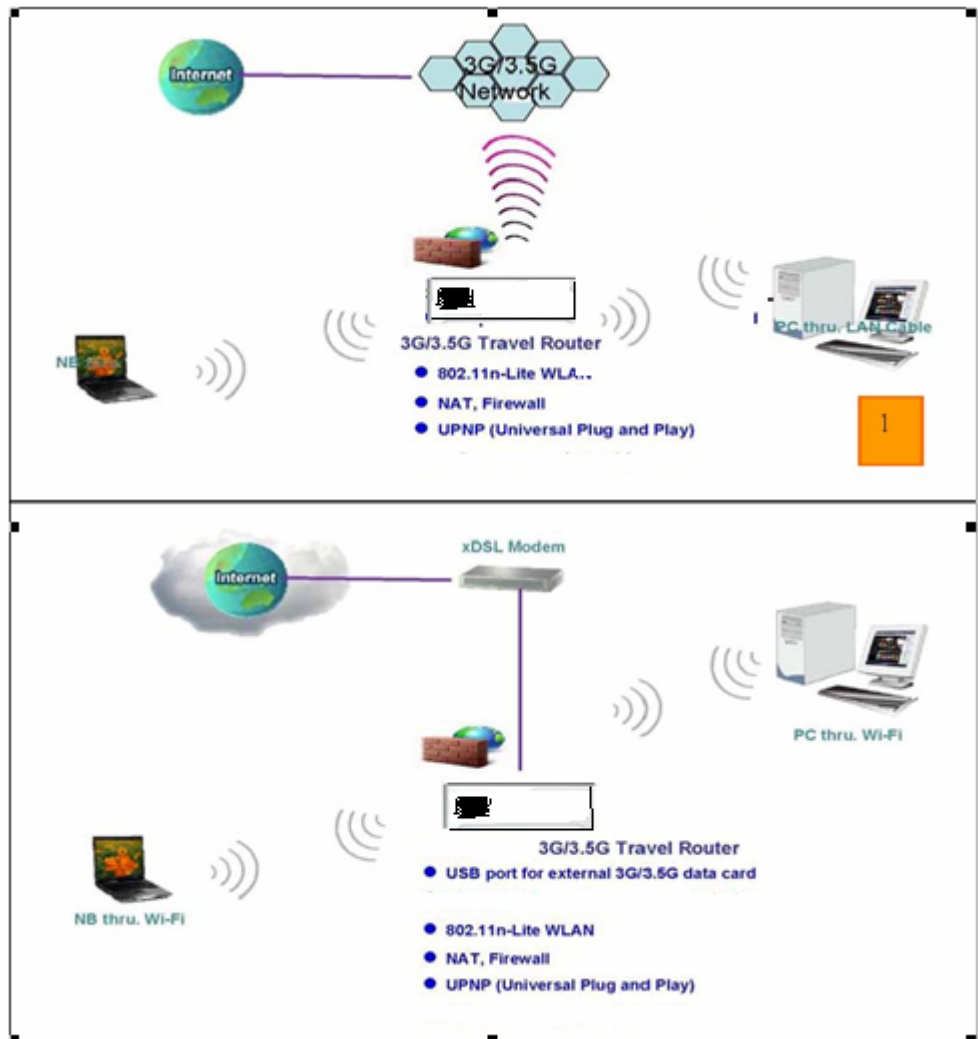 Internet
3G/3.5G
Network
PC thru. LAN Cable
NB
3G/3.5G Travel Router
802.11n-Lite WLA...
NAT, Firewall
UPNP (Universal Plug and Play)
1
xDSL Modem
Internet
PC thru. Wi-Fi
3G/3.5G Travel Router
USB port for external 3G/3.5G data card
NB thru. Wi-Fi
802.11n-Lite WLAN
NAT, Firewall
UPNP (Universal Plug and Play)